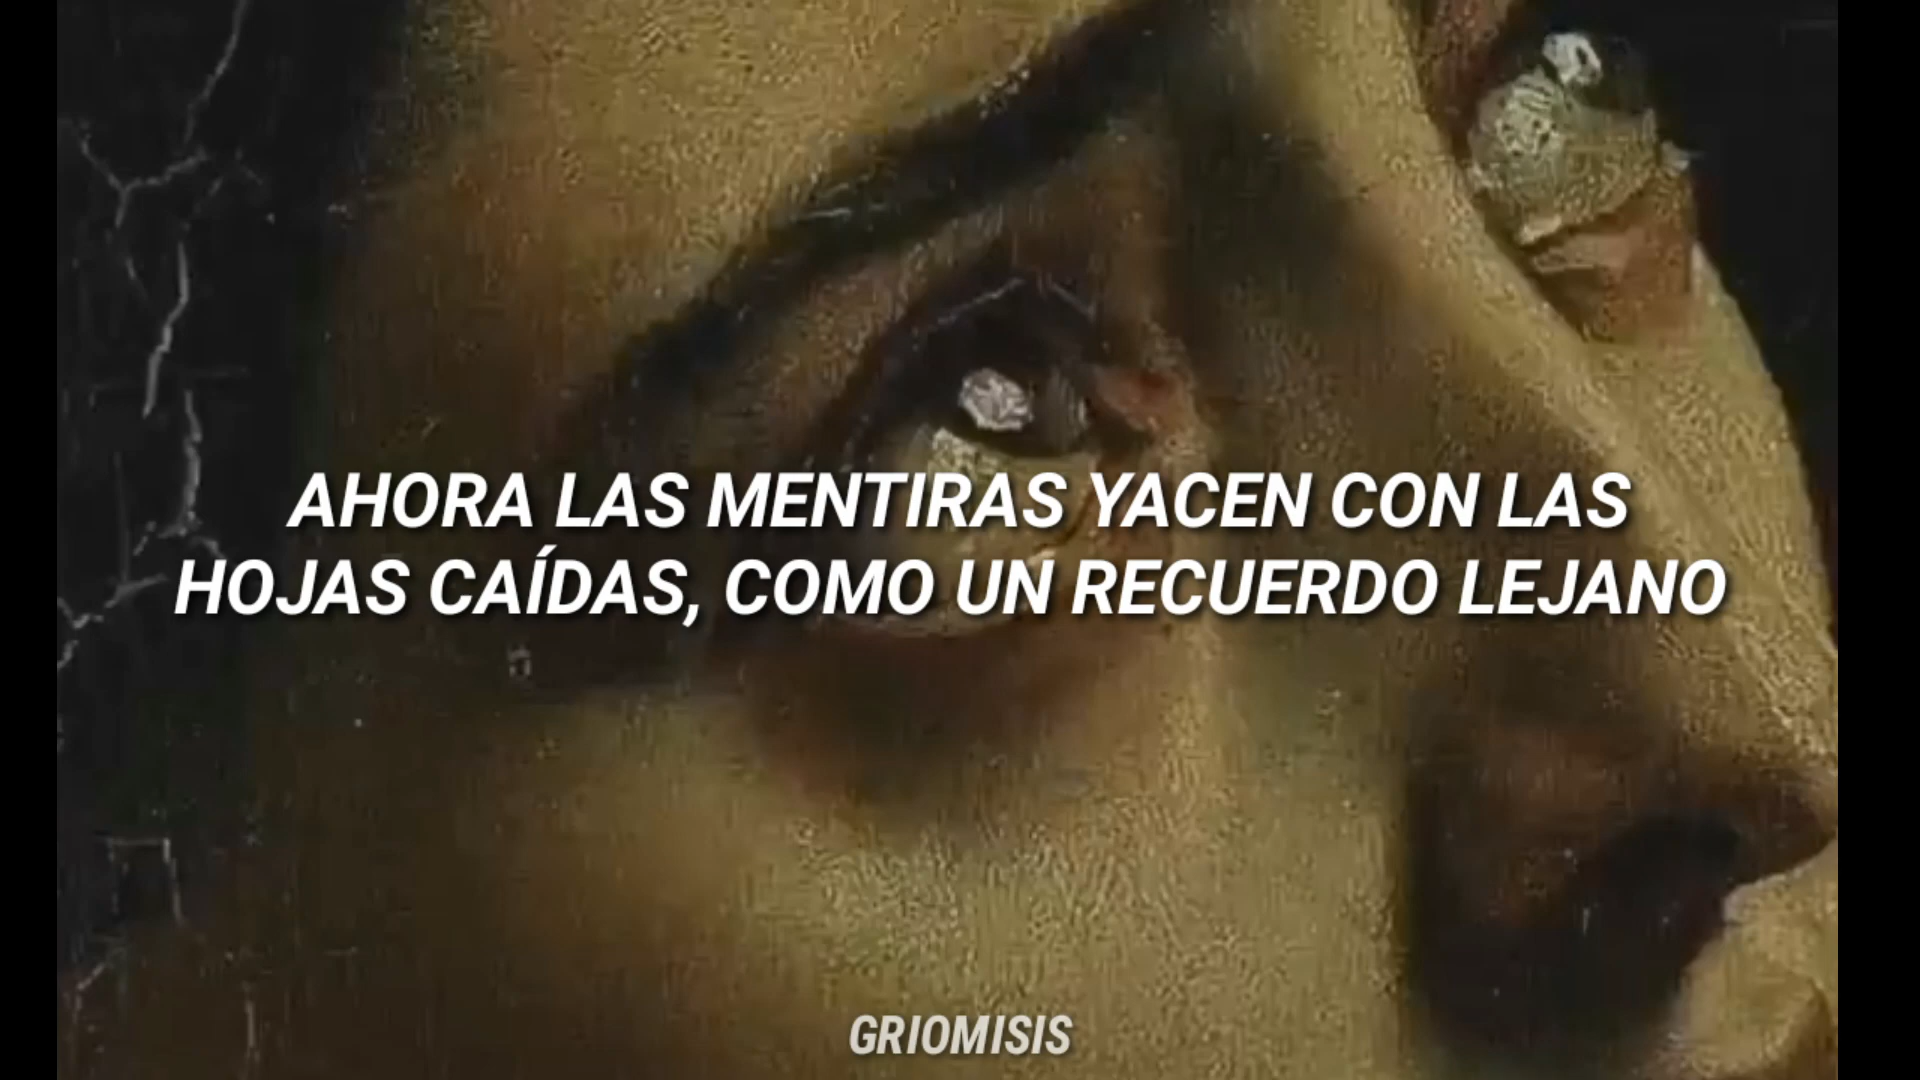 AHORA LAS MENTIRAS YACEN CON LAS
HOJAS CAÍDAS, COMO UN RECUERDO LEJANO
GRIOMISIS